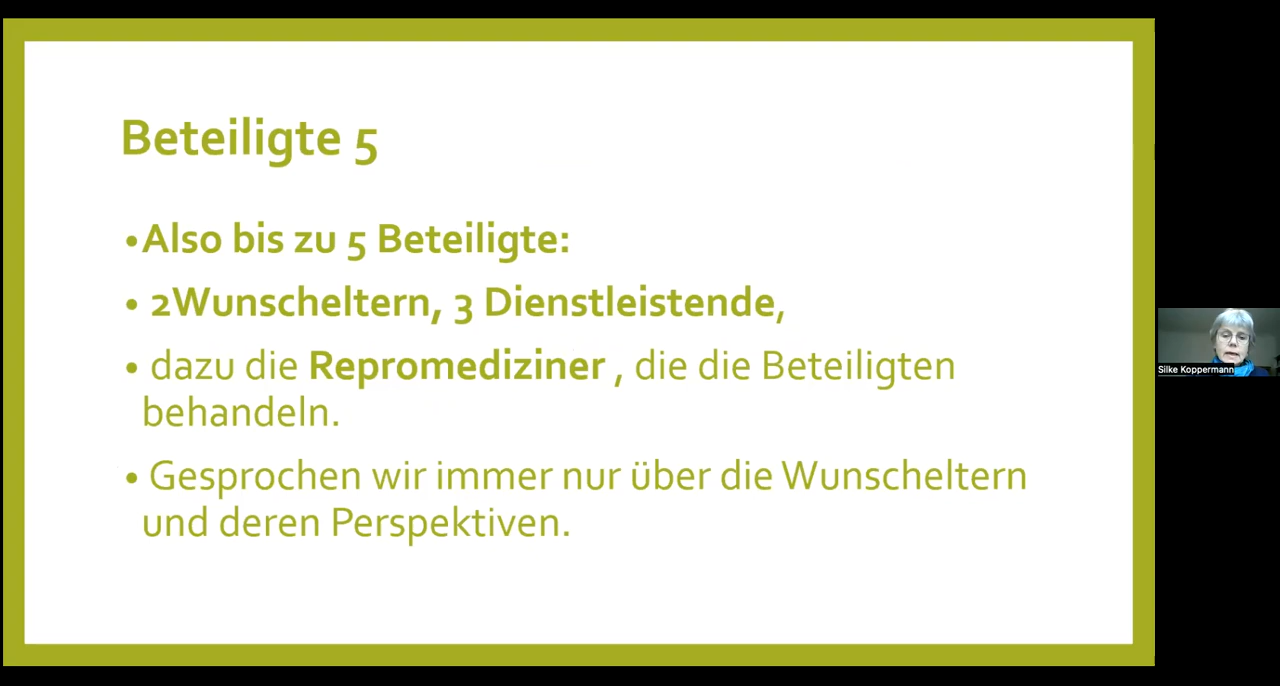 Beteiligte 5
•Also bis zu 5 Beteiligte:
• 2Wunscheltern, 3 Dienstleistende,
• dazu die Repromediziner , die die Beteiligten
behandeln.
• Gesprochen wir immer nur über die Wunscheltern
und deren Perspektiven.
Silke Koppermann